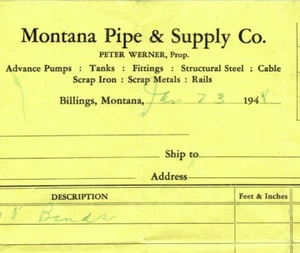 Montana Pipe & Supply Co.
PETER WERNER, Prop.
Advance Pumps : Tanks : Fittings : Structural Steel : Cable
Scrap Iron : Scrap Metals : Rails
Billings, Montana, Jan 23 1948
Ship to
Address
DESCRIPTION Feet & Inches
Bends